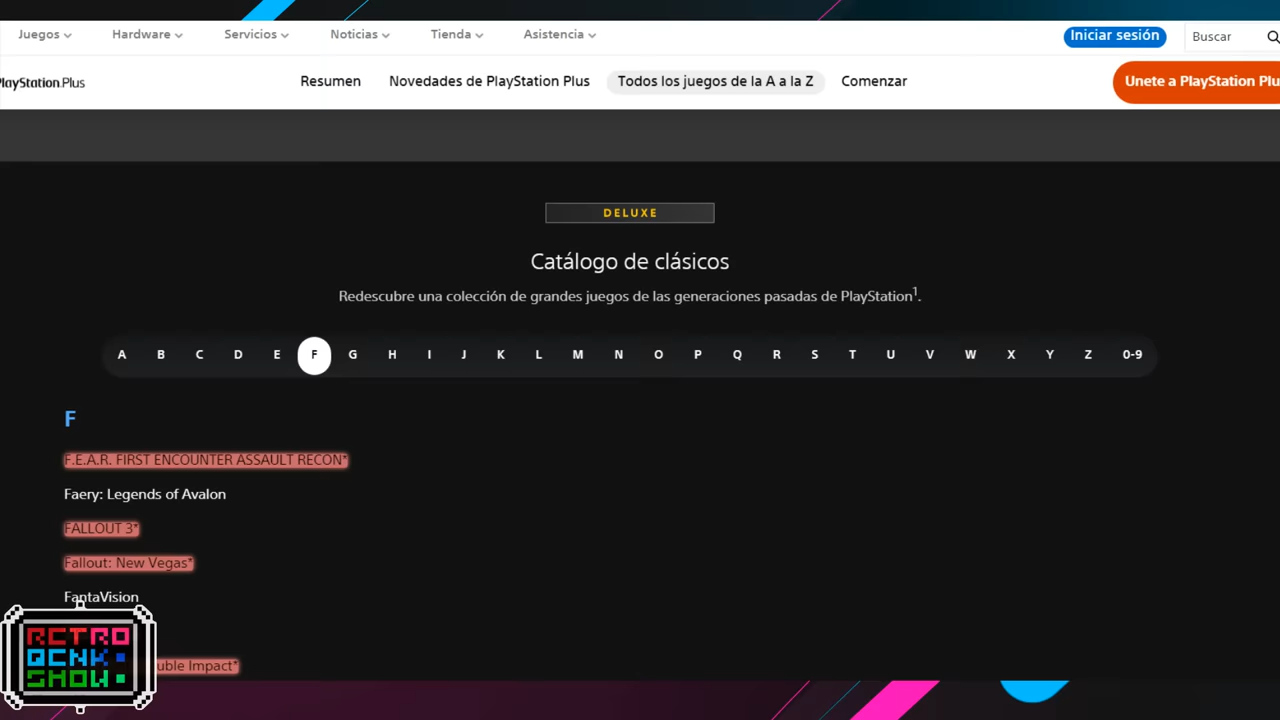 Juegos Hardware Servicios Noticias Tienda Asistencia Iniciar sesión Buscar
PlayStation.Plus Resumen Novedades de PlayStation Plus Todos los juegos de la A a la Z Comenzar Unete a PlayStation Plu
DELUXE
Catálogo de clásicos
Redescubre una colección de grandes juegos de las generaciones pasadas de PlayStation¹.
A B C D E F G H I J K L M N O P Q R S T U V W X Y Z 0-9
F
F.E.A.R. FIRST ENCOUNTER ASSAULT RECON*
Faery: Legends of Avalon
FALLOUT 3*
Fallout: New Vegas*
FantaVision
uble Impact*
RETRO
SHOW